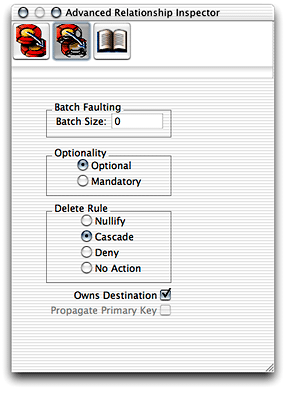 Advanced Relationship Inspector
Batch Faulting
Batch Size: 0
Optionality
Optional
Mandatory
Delete Rule
Nullify
Cascade
Deny
No Action
Owns Destination
Propagate Primary Key